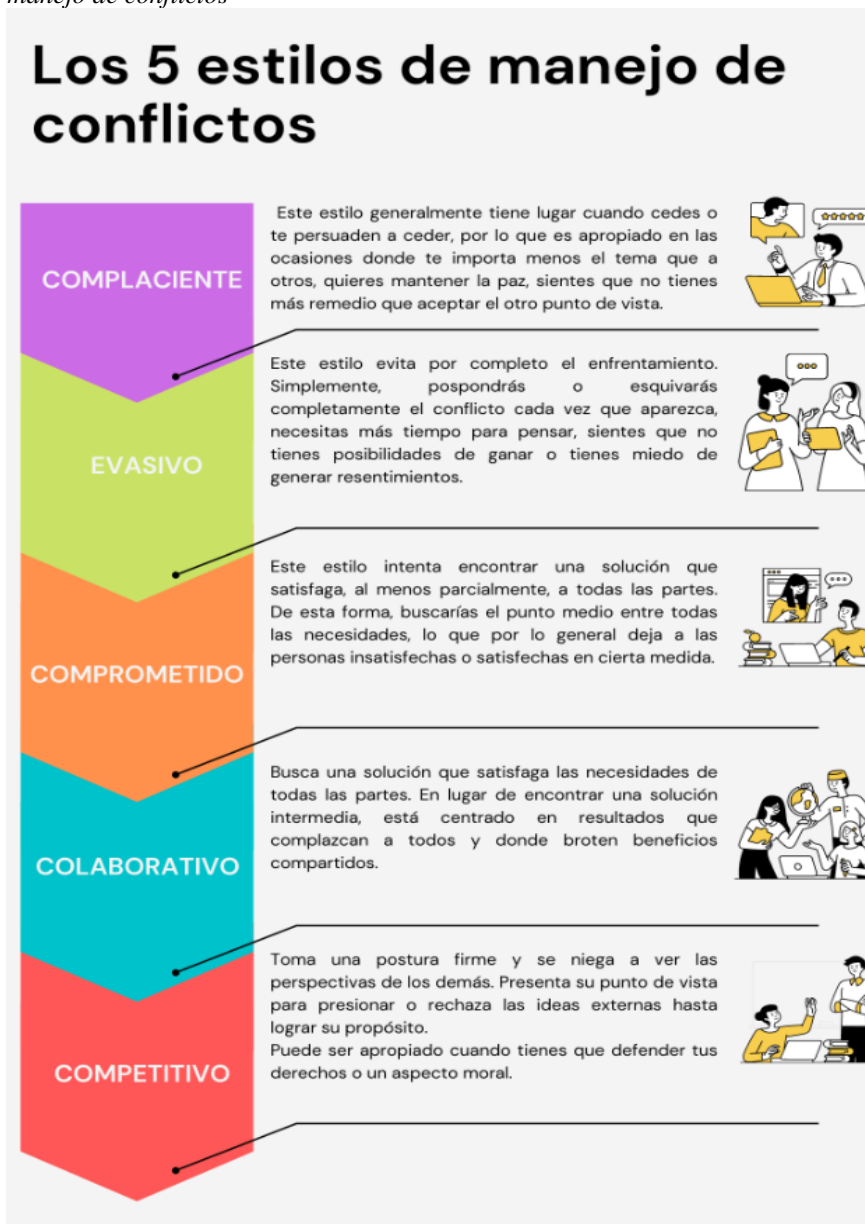 manejo de conflictos
Los 5 estilos de manejo de
conflictos
COMPLACIENTE
Este estilo generalmente tiene lugar cuando cedes o
te persuaden a ceder, por lo que es apropiado en las
ocasiones donde te importa menos el tema que a
otros, quieres mantener la paz, sientes que no tienes
más remedio que aceptar el otro punto de vista.
EVASIVO
Este estilo evita por completo el enfrentamiento.
Simplemente, pospondrás o esquivarás
completamente el conflicto cada vez que aparezca,
necesitas más tiempo para pensar, sientes que no
tienes posibilidades de ganar o tienes miedo de
generar resentimientos.
COMPROMETIDO
Este estilo intenta encontrar una solución que
satisfaga, al menos parcialmente, a todas las partes.
De esta forma, buscarías el punto medio entre todas
las necesidades, lo que por lo general deja a las
personas insatisfechas o satisfechas en cierta medida.
COLABORATIVO
Busca una solución que satisfaga las necesidades de
todas las partes. En lugar de encontrar una solución
intermedia, está centrado en resultados que
complazcan a todos y donde broten beneficios
compartidos.
COMPETITIVO
Toma una postura firme y se niega a ver las
perspectivas de los demás. Presenta su punto de vista
para presionar o rechaza las ideas externas hasta
lograr su propósito.
Puede ser apropiado cuando tienes que defender tus
derechos o un aspecto moral.